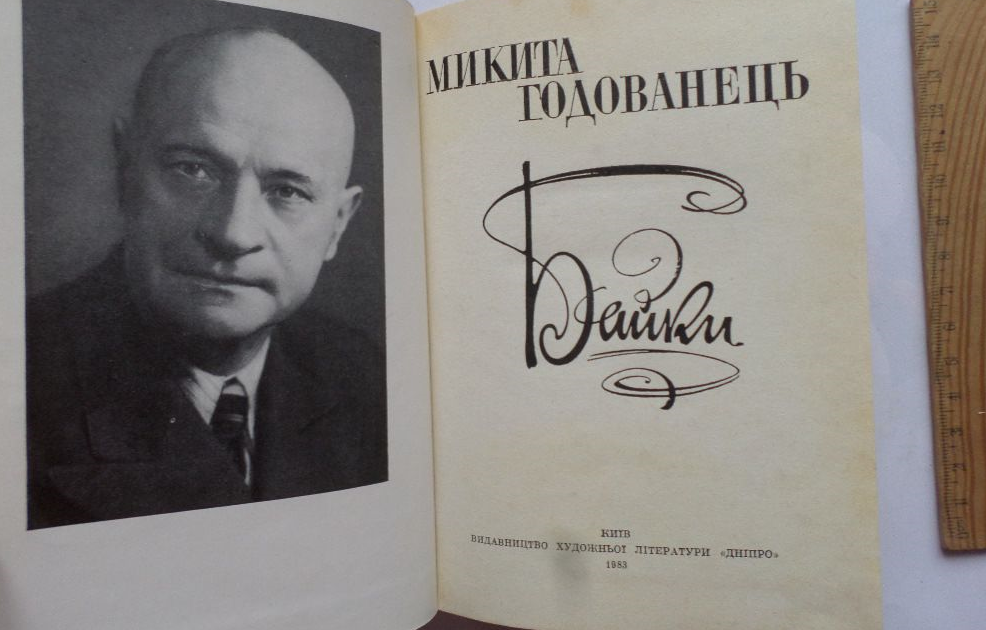 МИКИТА
ГОДОВАНЕЦЬ
Байки
КИЇВ
ВИДАВНИЦТВО ХУДОЖНЬОЇ ЛІТЕРАТУРИ «ДНІПРО»
1983